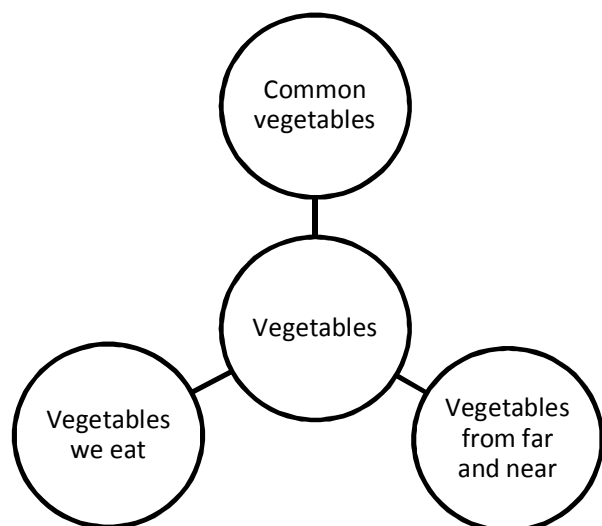 Common
vegetables
Vegetables
Vegetables
we eat
Vegetables
from far
and near